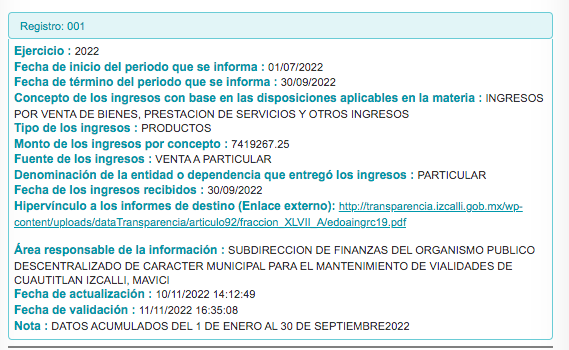 Registro: 001
Ejercicio : 2022
Fecha de inicio del periodo que se informa : 01/07/2022
Fecha de término del periodo que se informa : 30/09/2022
Concepto de los ingresos con base en las disposiciones aplicables en la materia : INGRESOS
POR VENTA DE BIENES, PRESTACION DE SERVICIOS Y OTROS INGRESOS
Tipo de los ingresos : PRODUCTOS
Monto de los ingresos por concepto : 7419267.25
Fuente de los ingresos : VENTA A PARTICULAR
Denominación de la entidad o dependencia que entregó los ingresos : PARTICULAR
Fecha de los ingresos recibidos : 30/09/2022
Hipervínculo a los informes de destino (Enlace externo): http://transparencia.izcalli.gob.mx/wp-
content/uploads/dataTransparencia/articulo92/fraccion_XLVII_A/edoaingrc19.pdf
Área responsable de la información : SUBDIRECCION DE FINANZAS DEL ORGANISMO PUBLICO
DESCENTRALIZADO DE CARACTER MUNICIPAL PARA EL MANTENIMIENTO DE VIALIDADES DE
CUAUTITLAN IZCALLI, MAVICI
Fecha de actualización : 10/11/2022 14:12:49
Fecha de validación : 11/11/2022 16:35:08
Nota : DATOS ACUMULADOS DEL 1 DE ENERO AL 30 DE SEPTIEMBRE2022